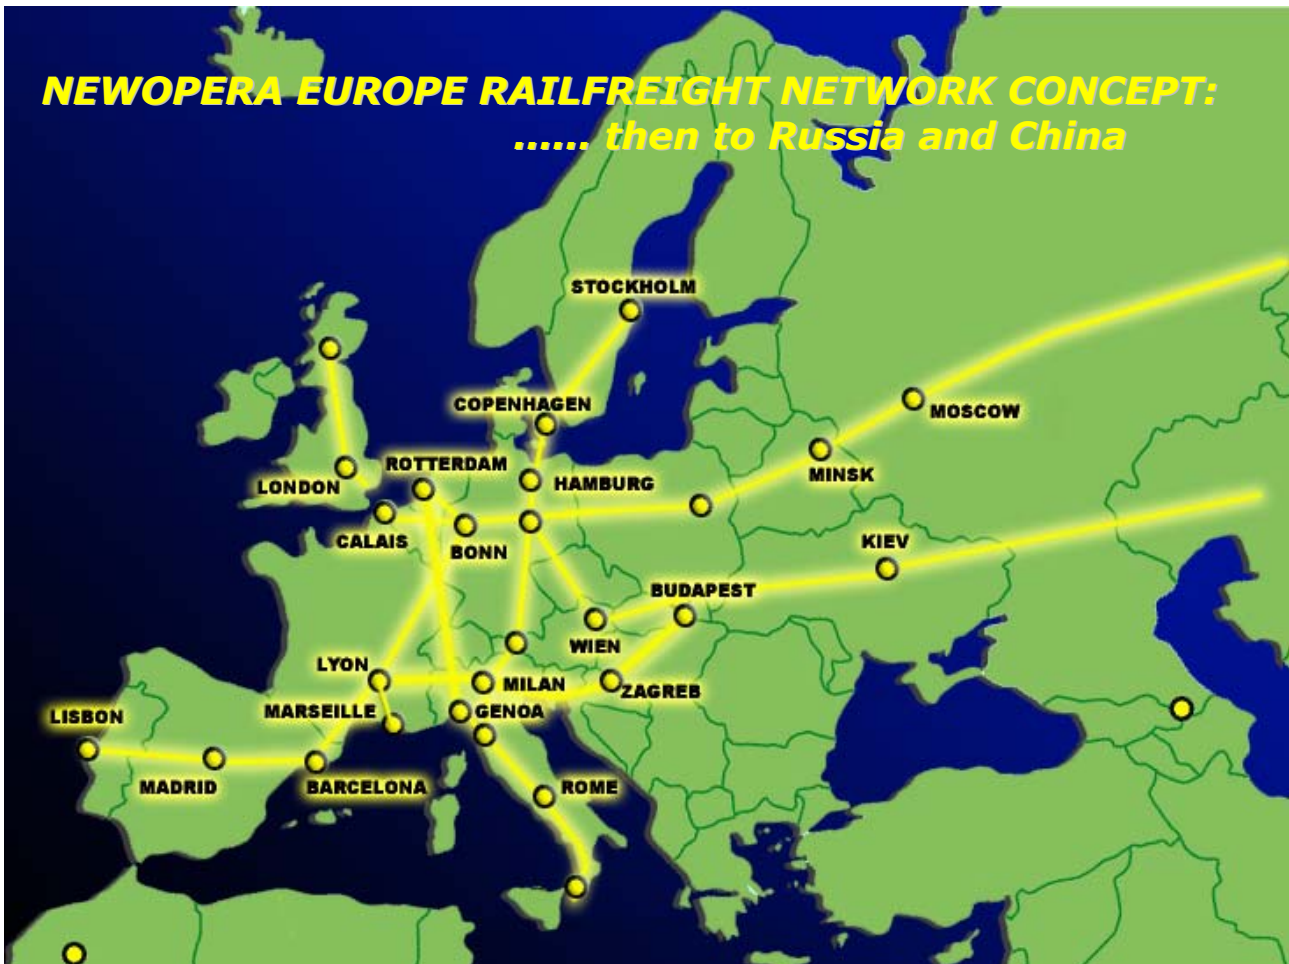 NEWOPERA EUROPE RAILFREIGHT NETWORK CONCEPT:
...... then to Russia and China
STOCKHOLM
COPENHAGEN
MOSCOW
ROTTERDAM
HAMBURG
MINSK
LONDON
CALAIS
BONN
KIEV
BUDAPEST
WIEN
LYON
MILAN
ZAGREB
MARSEILLE
GENOA
LISBON
MADRID
BARCELONA
ROME